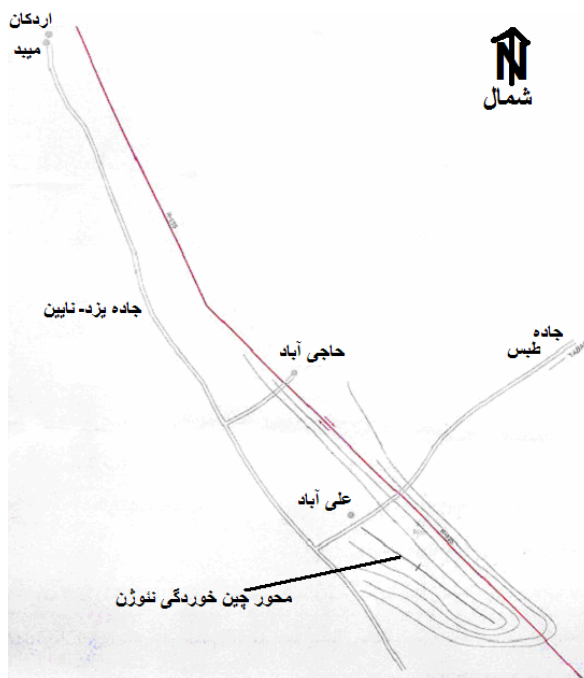 اردکان
میبد
N
شمال
جاده یزد- نایین
حاجی آباد
جاده
طبس
علی آباد
محور چین خوردگی نئوژن